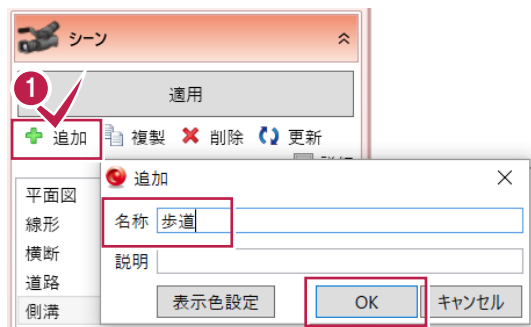 シーン
適用
1
追加 複製 削除 更新
追加
名称 歩道
説明
表示色設定 OK キャンセル
平面図
線形
横断
道路
側溝